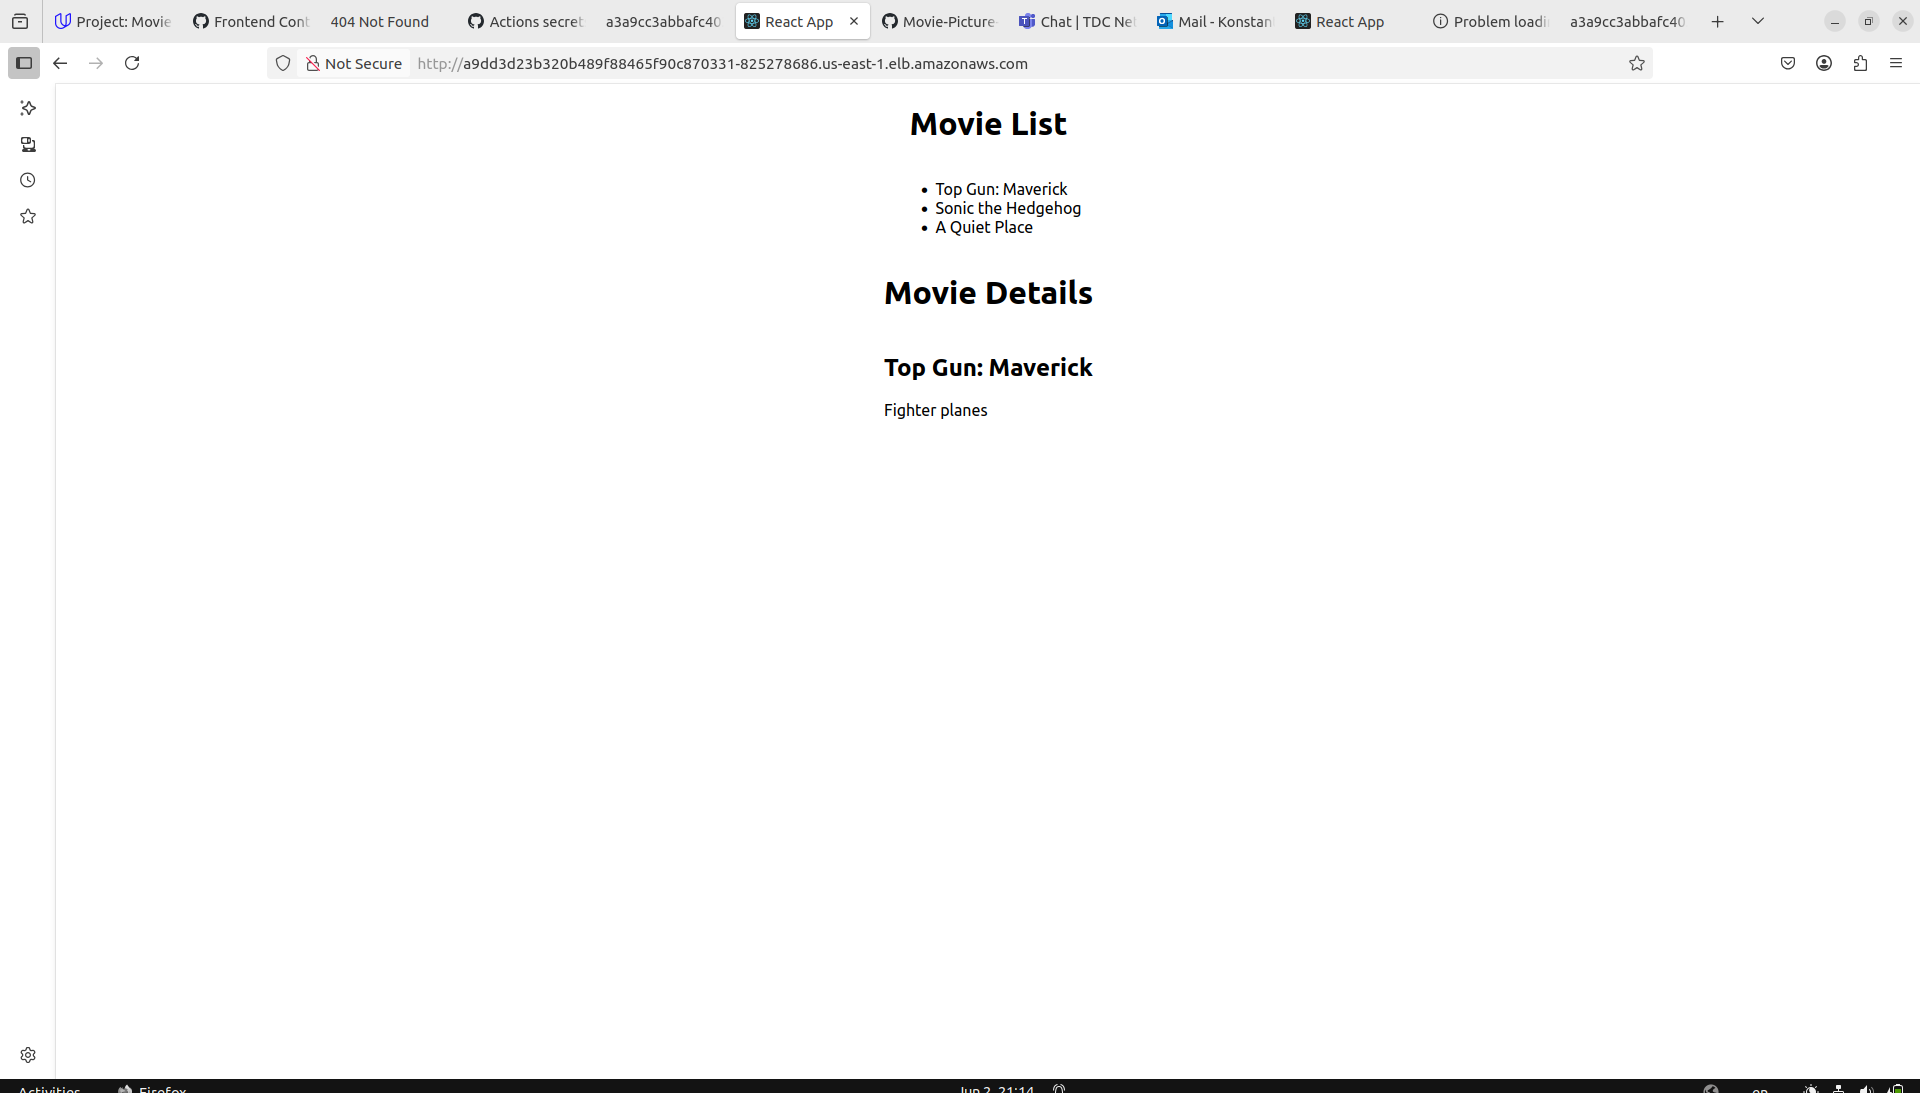 Project: Movie
Frontend Cont
404 Not Found
Actions secret
a3a9cc3abbafc40
React App
Movie-Picture-
Chat | TDC Net
Mail - Konstan
React App
Problem loadi
a3a9cc3abbafc40
Not Secure
http://a9dd3d23b320b489f88465f90c870331-825278686.us-east-1.elb.amazonaws.com
Movie List
• Top Gun: Maverick
• Sonic the Hedgehog
• A Quiet Place
Movie Details
Top Gun: Maverick
Fighter planes
Activities
Firefox
Jun 2 21:14
en